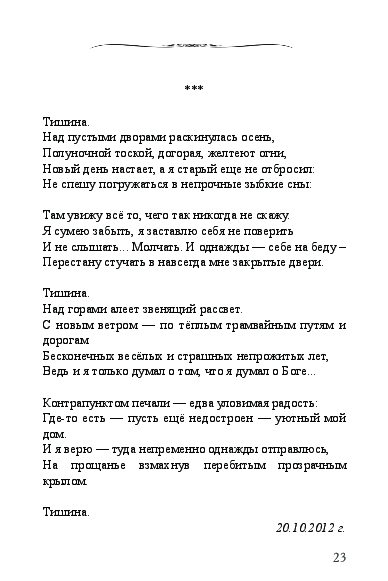 ***
Тишина.
Над пустыми дворами раскинулась осень,
Полуночной тоской, догорая, желтеют огни,
Новый день настает, а я старый еще не отбросил:
Не спешу погружаться в непрочные зыбкие сны:
Там увижу всё то, чего так никогда не скажу.
Я сумею забыть, я заставлю себя не поверить
И не слышать... Молчать. И однажды — себе на беду –
Перестану стучать в навсегда мне закрытые двери.
Тишина.
Над горами алеет звенящий рассвет.
С новым ветром — по тёплым трамвайным путям и
дорогам
Бесконечных весёлых и страшных непрожитых лет,
Ведь и я только думал о том, что я думал о Боге...
Контрапунктом печали — едва уловимая радость:
Где-то есть — пусть ещё недостроен — уютный мой
дом.
И я верю — туда непременно однажды отправлюсь,
На прощанье взмахнув перебитым прозрачным
крылом.
Тишина.
20.10.2012 г.
23